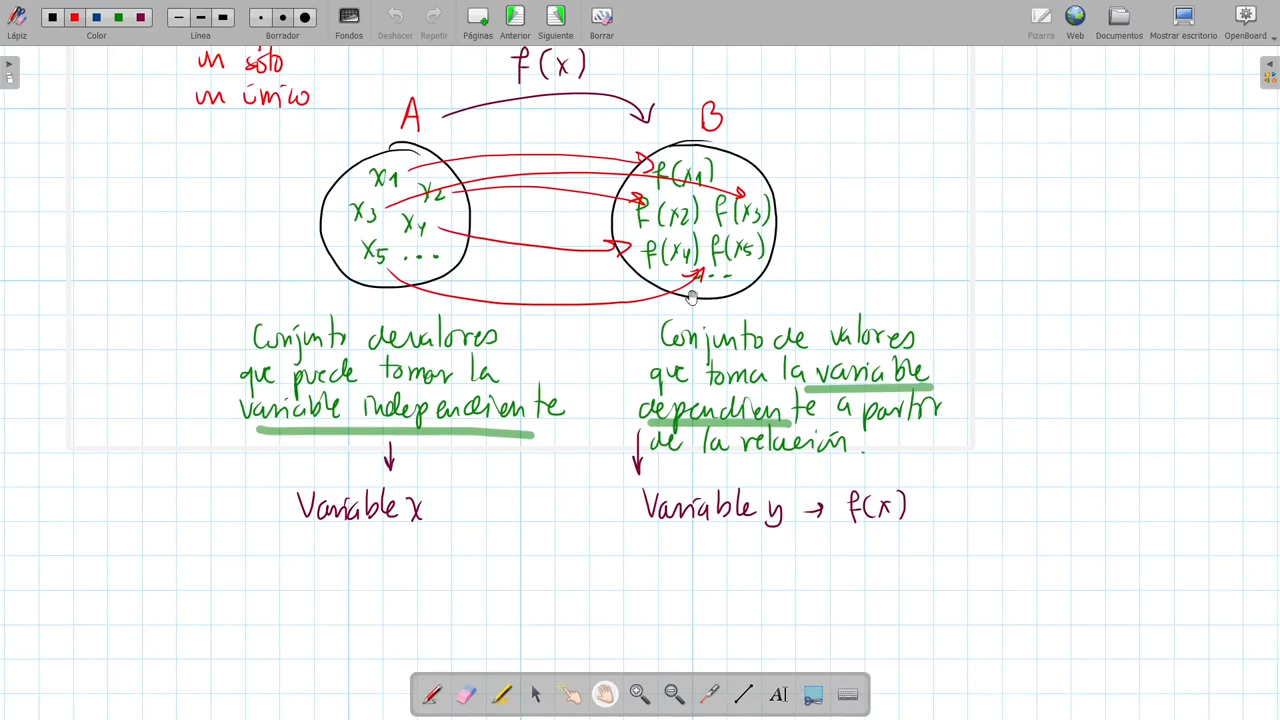 Lápiz
Color
Línea
Borrador
Fondos
Deshacer
Repetir
Páginas
Anterior
Siguiente
Borrar
Pizarra
Web
Documentos
Mostrar escritorio
OpenBoard
un sólo
un único
f(x)
A
B
x1
x2
x3
x4
x5 ...
f(x1)
f(x2) f(x3)
f(x4) f(x5)
...
Conjunto de valores
que puede tomar la
variable independiente
Conjunto de valores
que toma la variable
dependiente a partir
de la relación.
Variable x
Variable y → f(x)